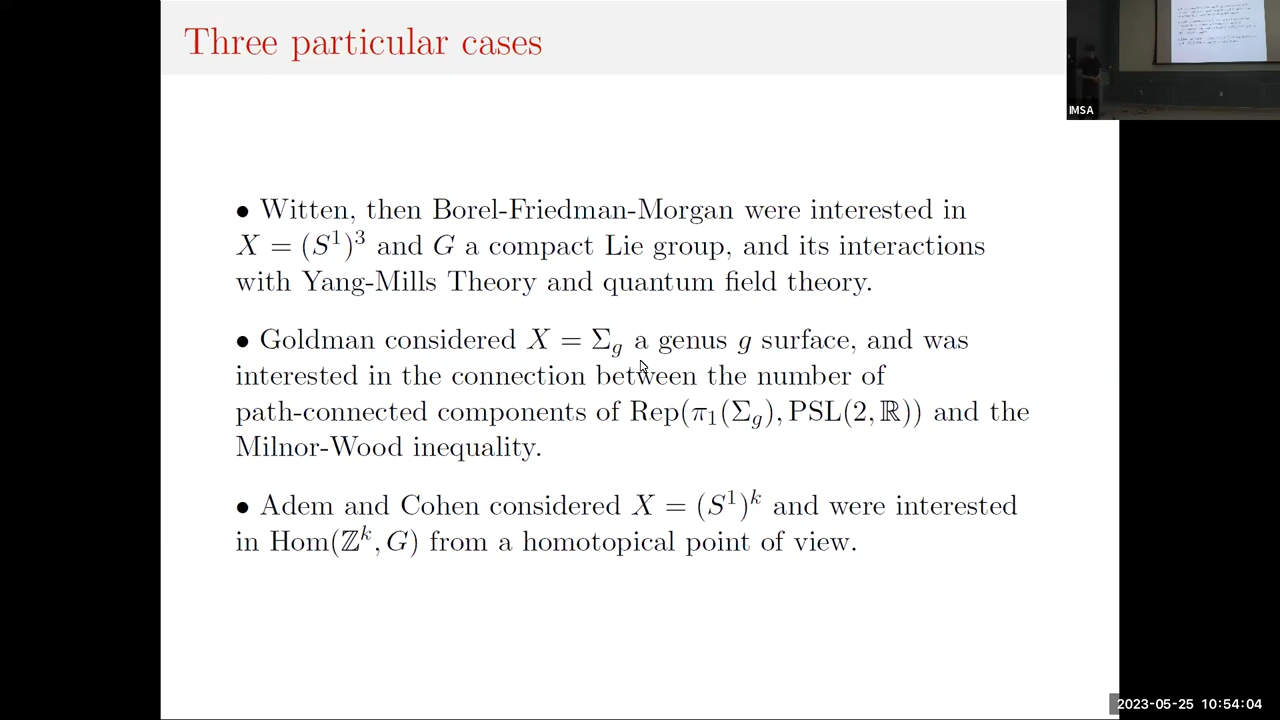 Three particular cases
IMSA
• Witten, then Borel-Friedman-Morgan were interested in
X = (S¹)³ and G a compact Lie group, and its interactions
with Yang-Mills Theory and quantum field theory.
• Goldman considered X = Σ_g a genus g surface, and was
interested in the connection between the number of
path-connected components of Rep(π₁(Σ_g), PSL(2, ℝ)) and the
Milnor-Wood inequality.
• Adem and Cohen considered X = (S¹)ᵏ and were interested
in Hom(ℤᵏ, G) from a homotopical point of view.
2023-05-25 10:54:04